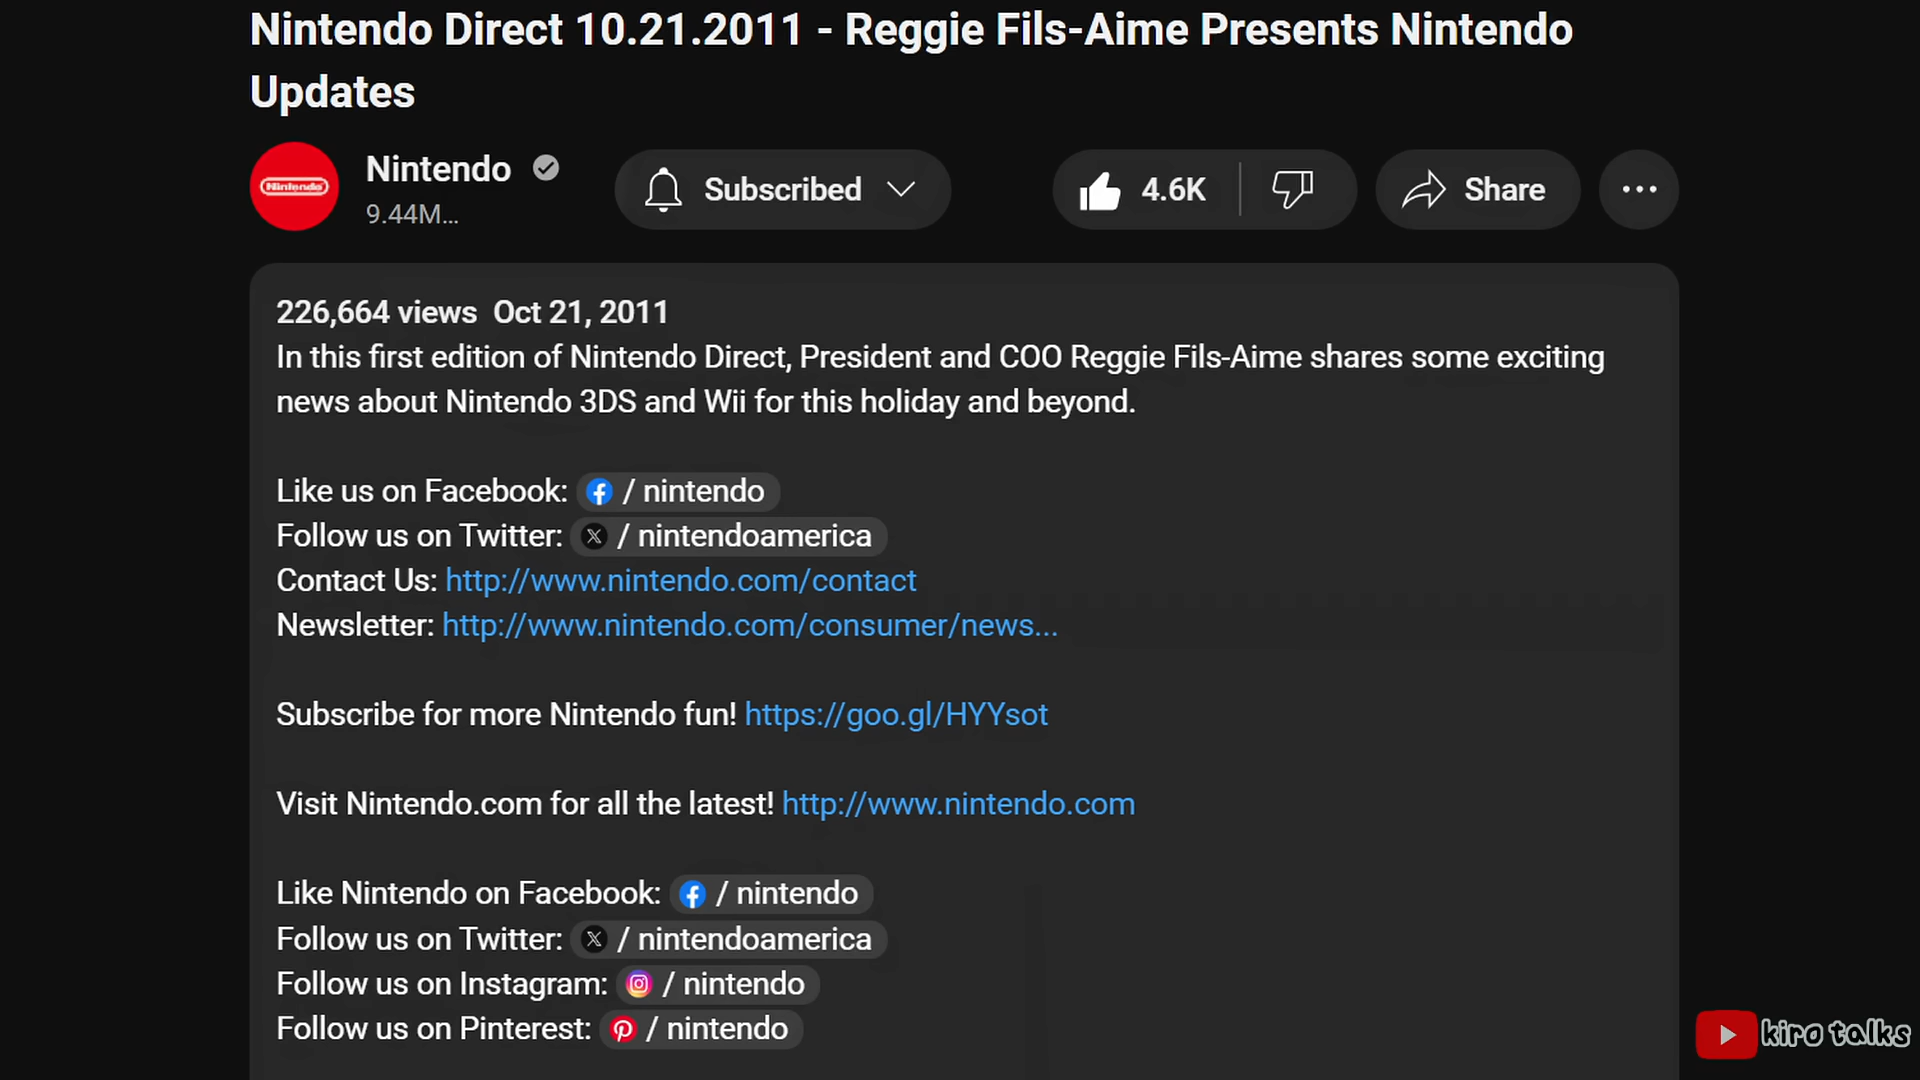 Nintendo Direct 10.21.2011 - Reggie Fils-Aime Presents Nintendo
Updates
Nintendo
Nintendo
9.44M...
Subscribed
4.6K
Share
226,664 views Oct 21, 2011
In this first edition of Nintendo Direct, President and COO Reggie Fils-Aime shares some exciting
news about Nintendo 3DS and Wii for this holiday and beyond.
Like us on Facebook: / nintendo
Follow us on Twitter: / nintendoamerica
Contact Us: http://www.nintendo.com/contact
Newsletter: http://www.nintendo.com/consumer/news...
Subscribe for more Nintendo fun! https://goo.gl/HYYsot
Visit Nintendo.com for all the latest! http://www.nintendo.com
Like Nintendo on Facebook: / nintendo
Follow us on Twitter: / nintendoamerica
Follow us on Instagram: / nintendo
Follow us on Pinterest: / nintendo
kiro talks